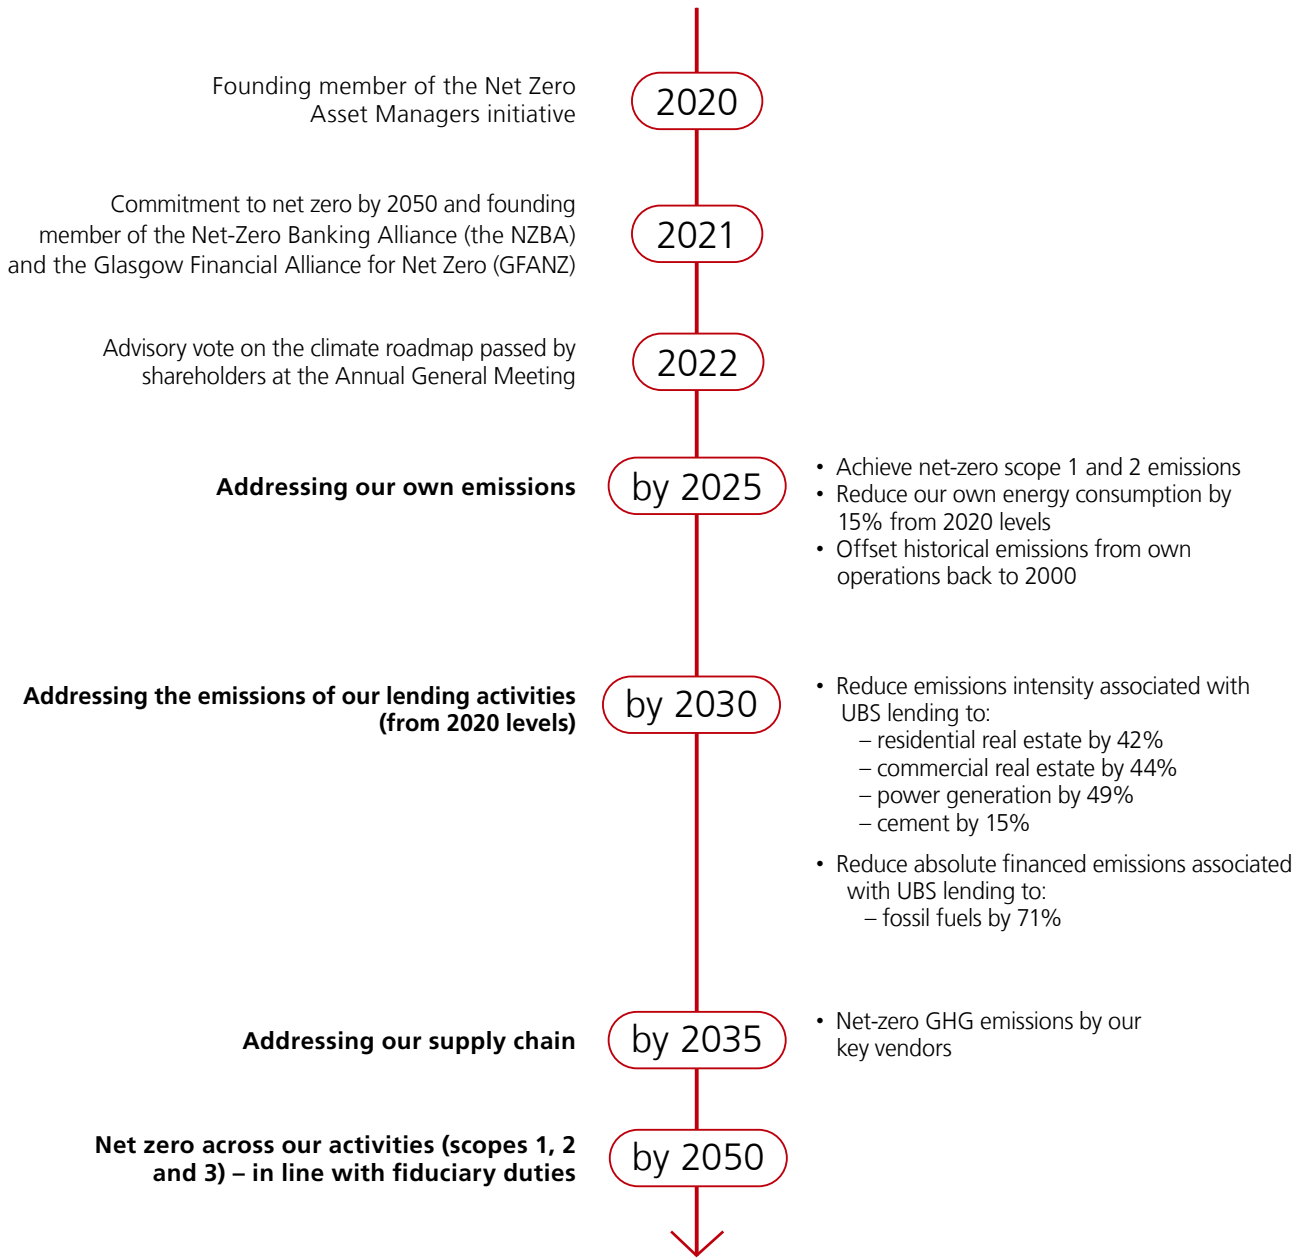 Founding member of the Net Zero
Asset Managers initiative
2020
Commitment to net zero by 2050 and founding
member of the Net-Zero Banking Alliance (the NZBA)
and the Glasgow Financial Alliance for Net Zero (GFANZ)
2021
Advisory vote on the climate roadmap passed by
shareholders at the Annual General Meeting
2022
Addressing our own emissions
by 2025
• Achieve net-zero scope 1 and 2 emissions
• Reduce our own energy consumption by
15% from 2020 levels
• Offset historical emissions from own
operations back to 2000
Addressing the emissions of our lending activities
(from 2020 levels)
by 2030
• Reduce emissions intensity associated with
UBS lending to:
– residential real estate by 42%
– commercial real estate by 44%
– power generation by 49%
– cement by 15%
• Reduce absolute financed emissions associated
with UBS lending to:
– fossil fuels by 71%
Addressing our supply chain
by 2035
• Net-zero GHG emissions by our
key vendors
Net zero across our activities (scopes 1, 2
and 3) – in line with fiduciary duties
by 2050